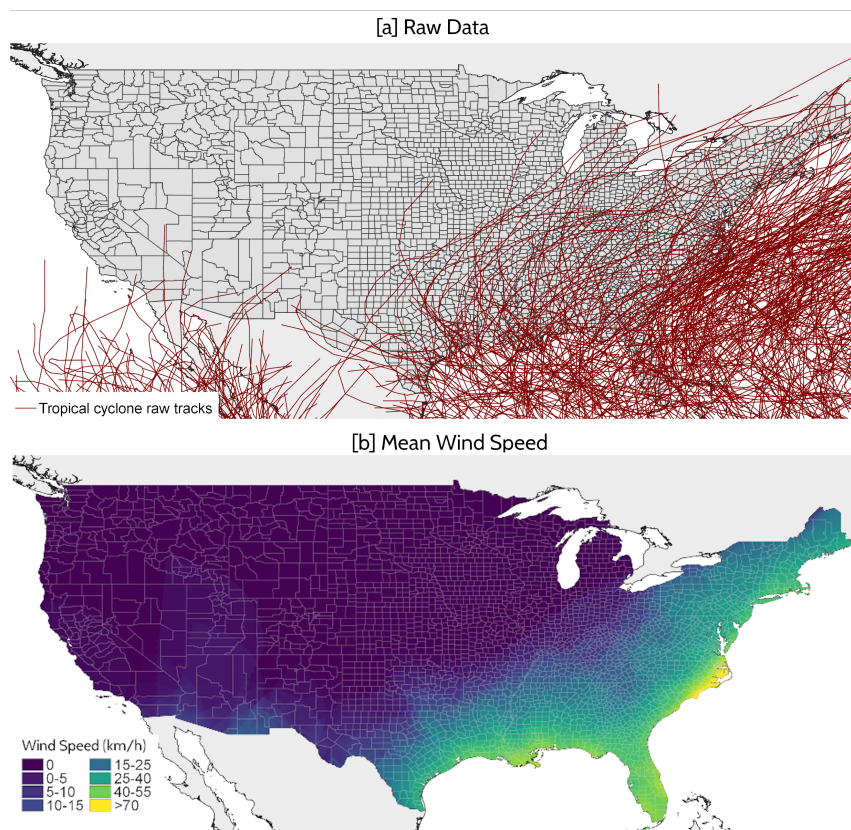 [a] Raw Data
Tropical cyclone raw tracks
[b] Mean Wind Speed
Wind Speed (km/h)
0 15-25
0-5 25-40
5-10 40-55
10-15 >70